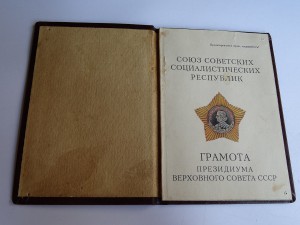 СОЮЗ СОВЕТСКИХ
СОЦИАЛИСТИЧЕСКИХ
РЕСПУБЛИК
ГРАМОТА
ПРЕЗИДИУМА
ВЕРХОВНОГО СОВЕТА СССР